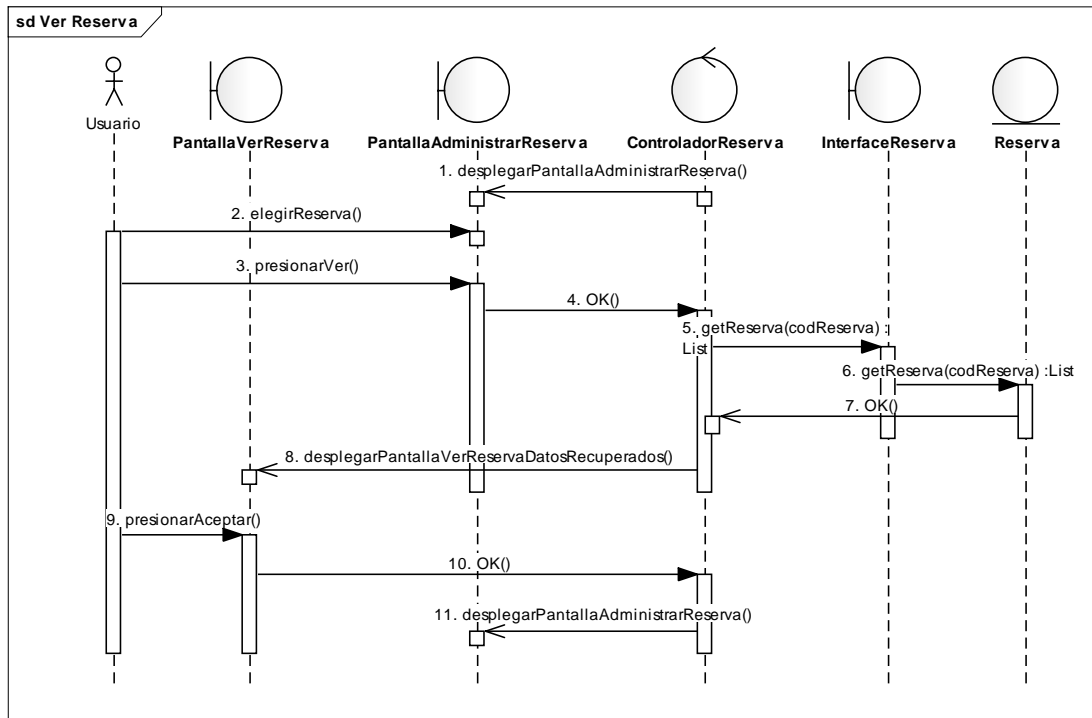 sd Ver Reserva
Usuario
PantallaVerReserva
PantallaAdministrarReserva
ControladorReserva
InterfaceReserva
Reserva
1. desplegarPantallaAdministrarReserva()
2. elegirReserva()
3. presionarVer()
4. OK()
5. getReserva(codReserva) :
List
6. getReserva(codReserva) :List
7. OK()
8. desplegarPantallaVerReservaDatosRecuperados()
9. presionarAceptar()
10. OK()
11. desplegarPantallaAdministrarReserva()